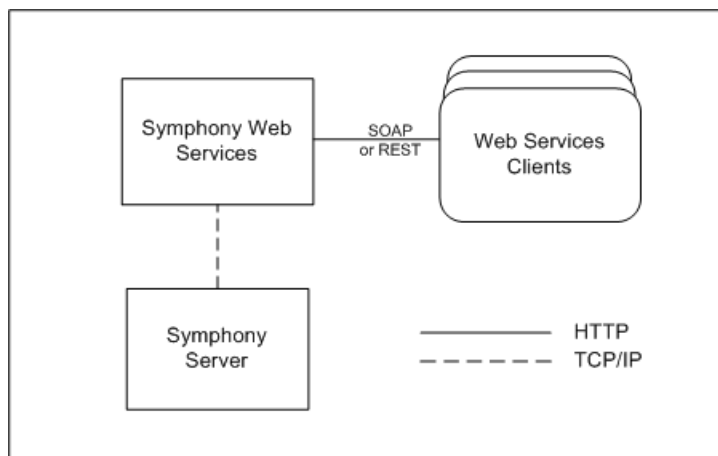 Symphony Web
Services
SOAP
or REST
Web Services
Clients
Symphony
Server
HTTP
TCP/IP